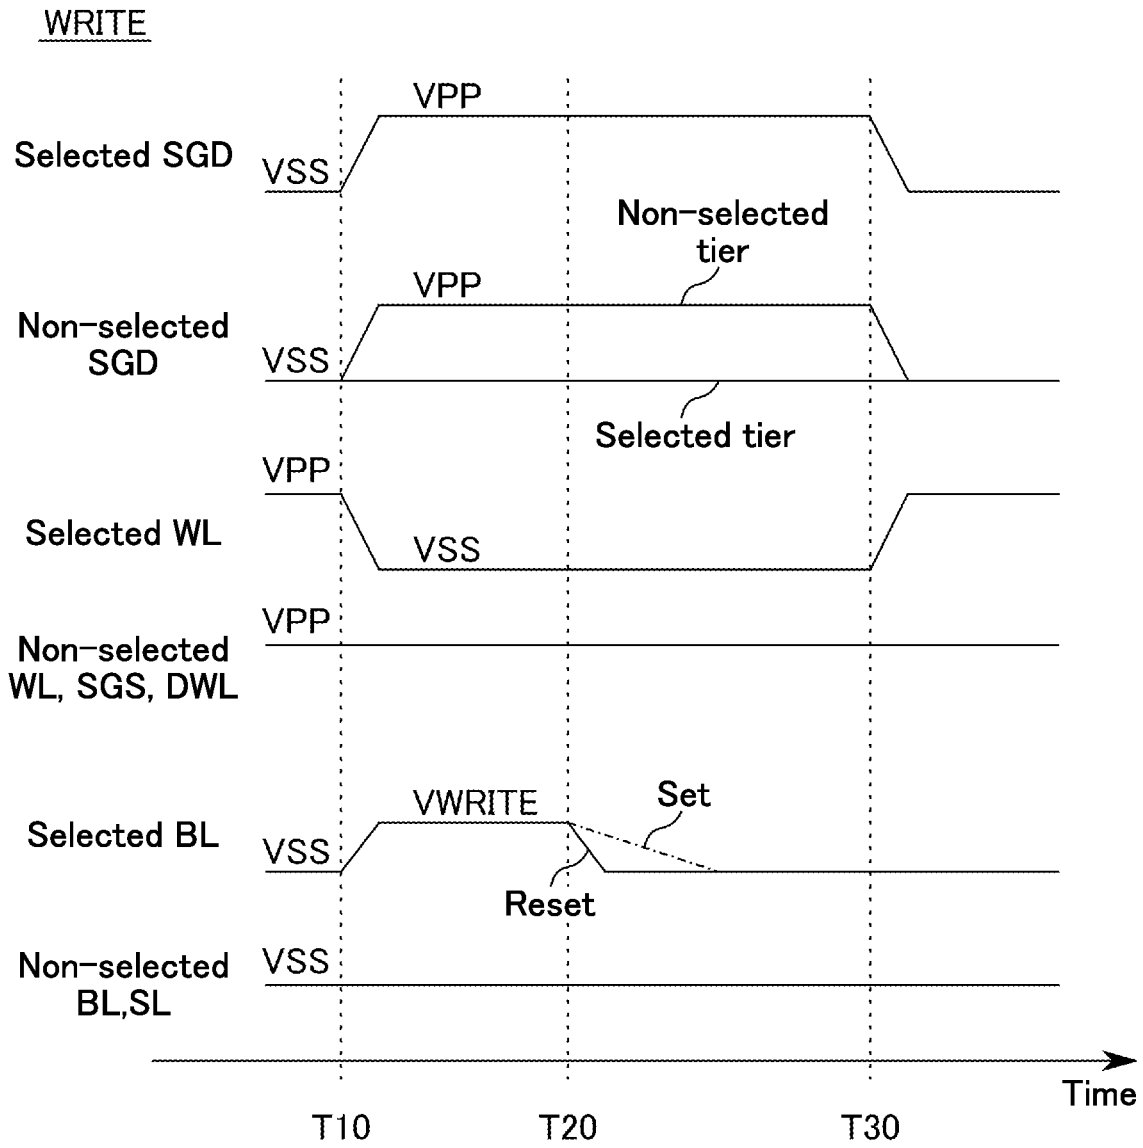 WRITE
VPP
Selected SGD
VSS
Non-selected
tier
VPP
Non-selected
SGD
VSS
Selected tier
VPP
Selected WL
VSS
VPP
Non-selected
WL, SGS, DWL
VWRITE
Set
Selected BL
VSS
Reset
Non-selected
BL,SL
VSS
Time
T10
T20
T30